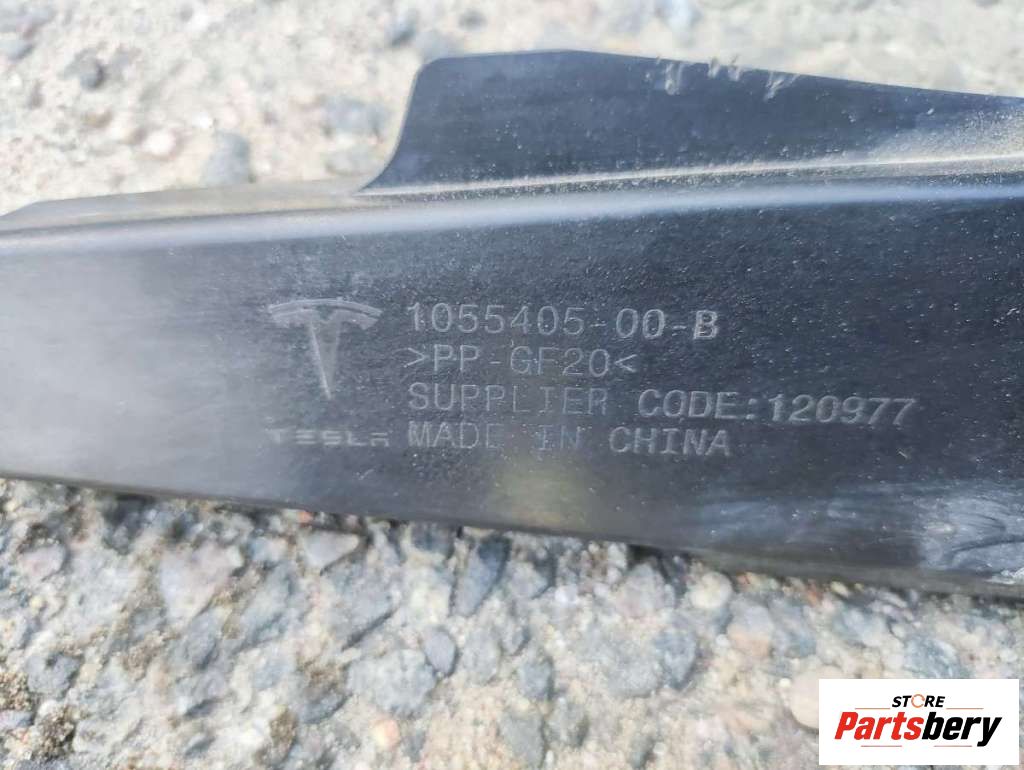 1055405-00-B
>PP-GF20<
SUPPLIER CODE:120977
TESLA MADE IN CHINA
STORE
Partsbery